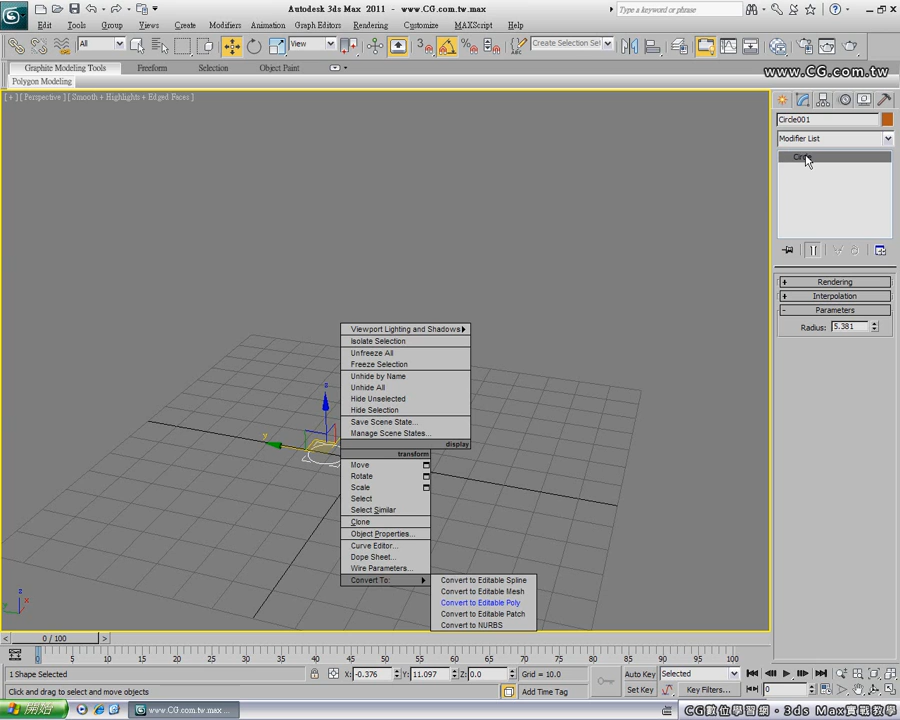 Autodesk 3ds Max 2011 - www.CG.com.tw.max
Type a keyword or phrase
Edit Tools Group Views Create Modifiers Animation Graph Editors Rendering Customize MAXScript Help
All View 3 Create Selection Set
Graphite Modeling Tools Freeform Selection Object Paint
www.CG.com.tw
Polygon Modeling
[ + ] [ Perspective ] [ Smooth + Highlights + Edged Faces ]
Circle001
Modifier List
Circle
Rendering
Interpolation
Parameters
Radius: 5.381
Viewport Lighting and Shadows
Isolate Selection
Unfreeze All
Freeze Selection
Unhide by Name
Unhide All
Hide Unselected
Hide Selection
Save Scene State...
Manage Scene States...
display
transform
Move
Rotate
Scale
Select
Select Similar
Clone
Object Properties...
Curve Editor...
Dope Sheet...
Wire Parameters...
Convert To:
Convert to Editable Spline
Convert to Editable Mesh
Convert to Editable Poly
Convert to Editable Patch
Convert to NURBS
z
y
z
x
0 / 100
0 5 10 15 20 25 30 35 40 45 50 55 60 65 70 75 80 85 90 95 100
1 Shape Selected X: -0.376 Y: 11.097 Z: 0.0 Grid = 10.0 Auto Key Selected
Click and drag to select and move objects Add Time Tag Set Key Key Filters... 0
開始 www.CG.com.tw.max ... CG數位學習網・3ds Max實戰教學